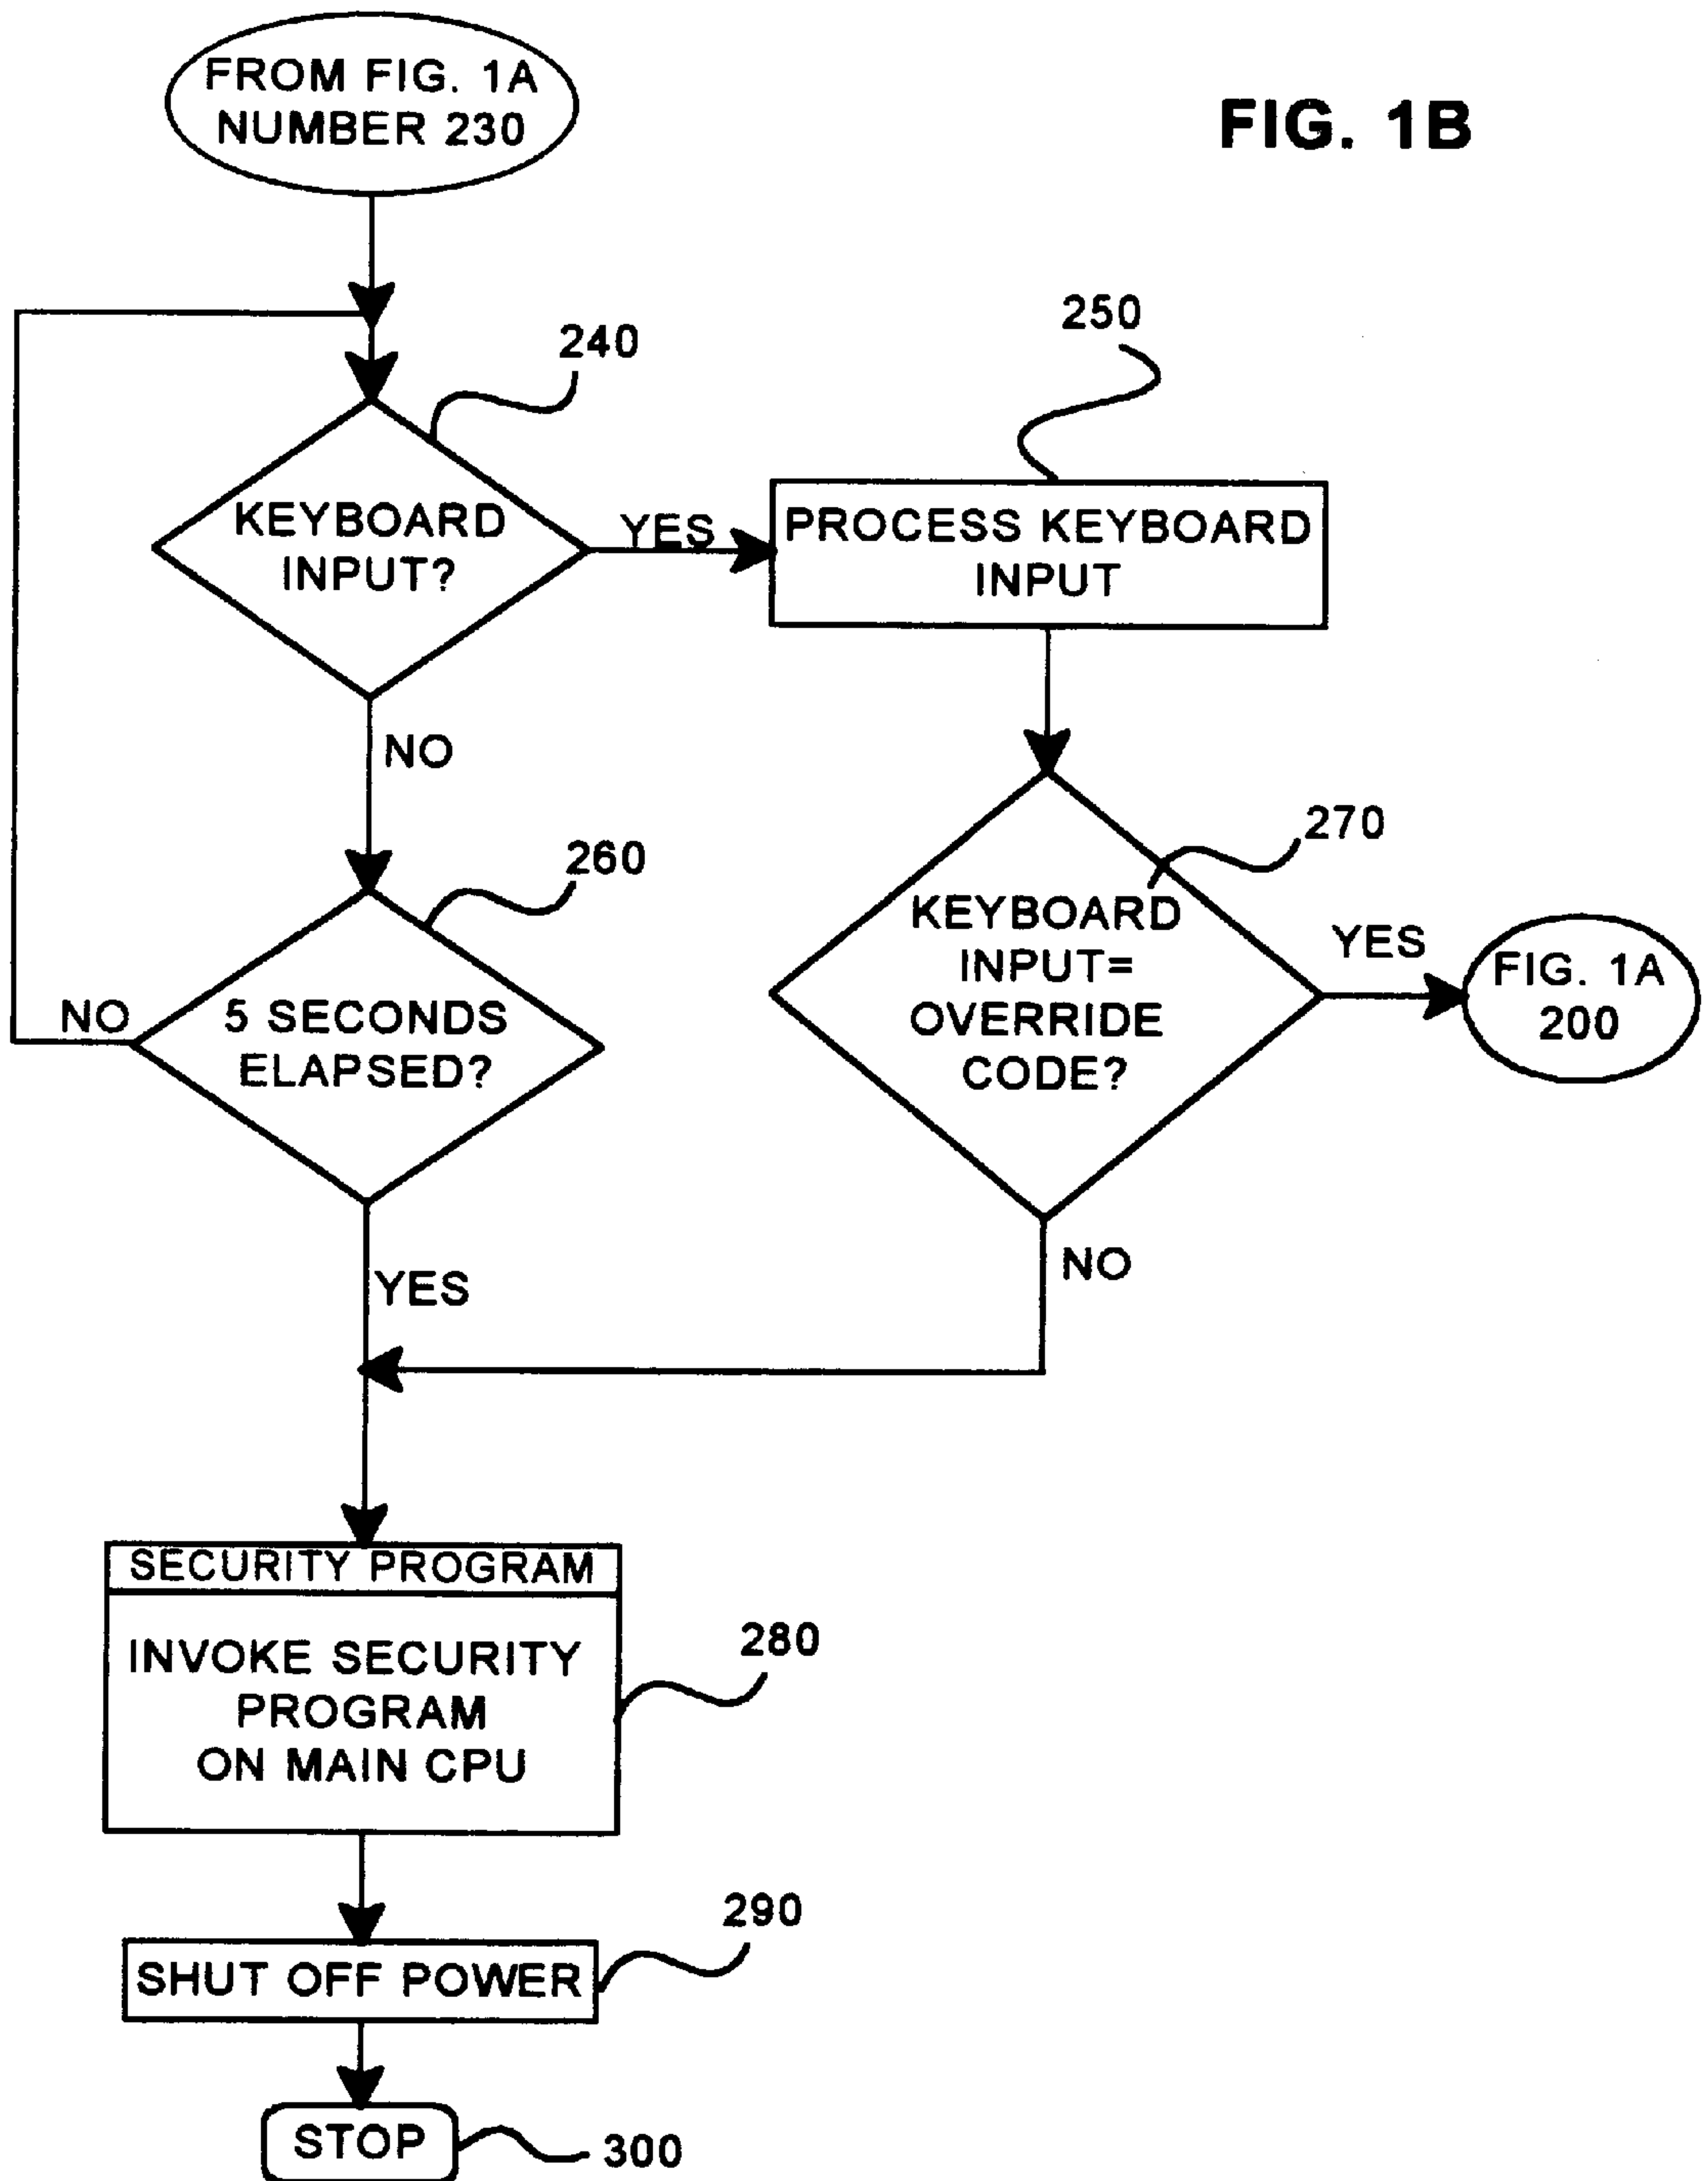 FROM FIG. 1A
NUMBER 230
FIG. 1B
240
250
KEYBOARD
INPUT?
YES
PROCESS KEYBOARD
INPUT
NO
260
270
KEYBOARD
INPUT=
OVERRIDE
CODE?
YES
FIG. 1A
200
NO
5 SECONDS
ELAPSED?
NO
YES
SECURITY PROGRAM
INVOKE SECURITY
PROGRAM
ON MAIN CPU
280
290
SHUT OFF POWER
STOP
300